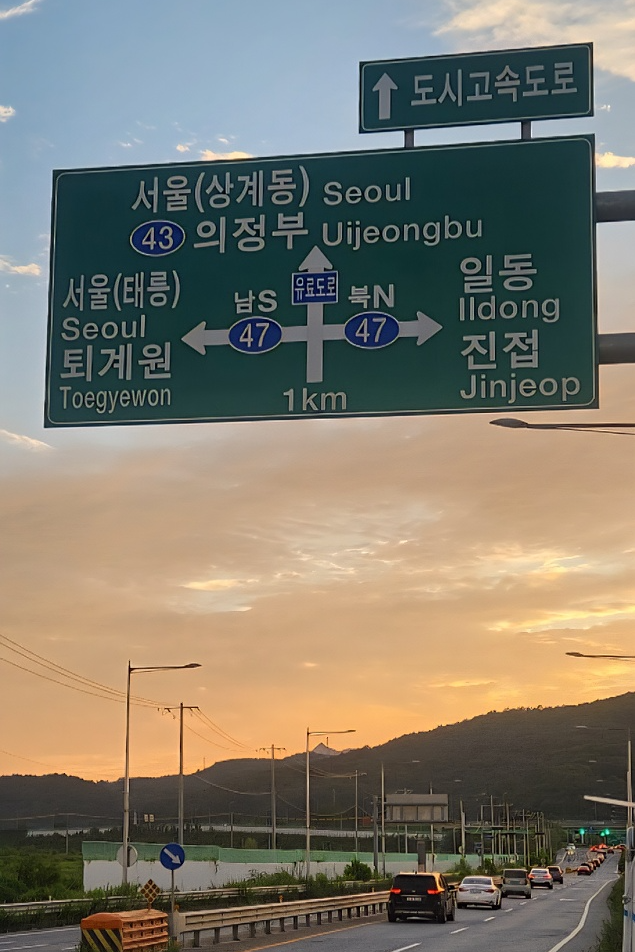 도시고속도로
서울(상계동) Seoul
43 의정부 Uijeongbu
서울(태릉)
Seoul
퇴계원
Toegyewon
남S
47
유료도로
북N
47
일동
Ildong
진접
Jinjeop
1km